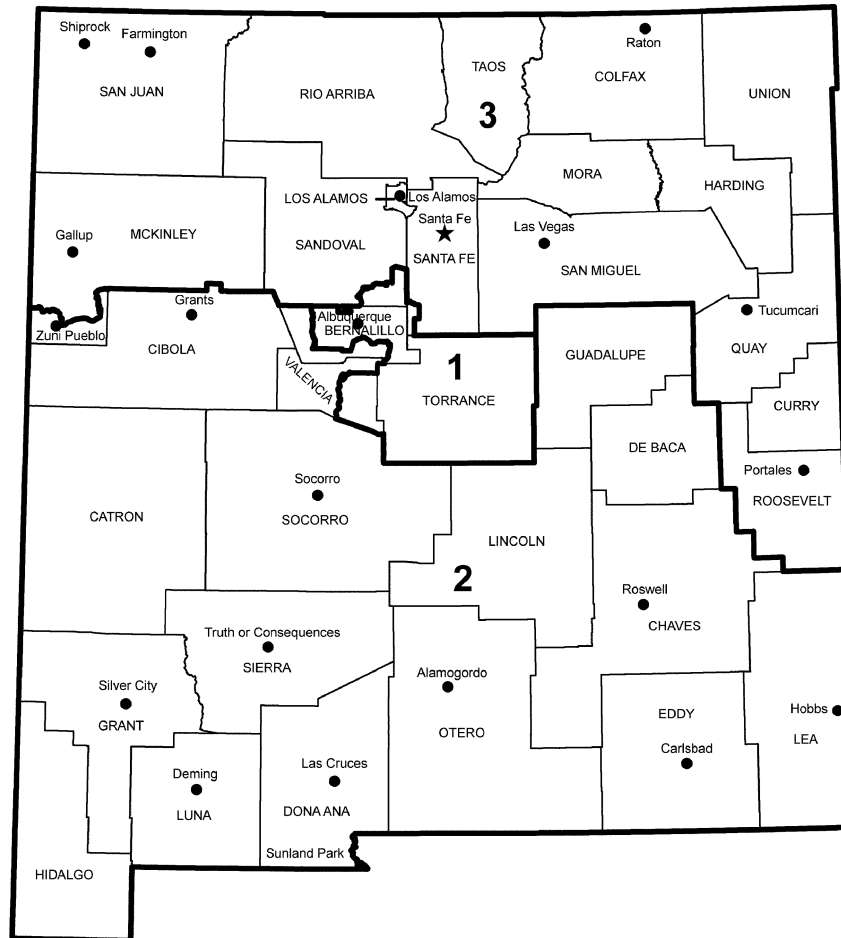 Shiprock
Farmington
SAN JUAN
RIO ARRIBA
TAOS
3
Raton
COLFAX
UNION
MORA
HARDING
LOS ALAMOS
Los Alamos
Santa Fe
SANTA FE
SANDOVAL
Gallup
MCKINLEY
Las Vegas
SAN MIGUEL
Grants
Zuni Pueblo
CIBOLA
Albuquerque
BERNALILLO
VALENCIA
1
TORRANCE
GUADALUPE
Tucumcari
QUAY
CURRY
DE BACA
Portales
ROOSEVELT
CATRON
Socorro
SOCORRO
LINCOLN
2
Roswell
CHAVES
Truth or Consequences
SIERRA
Silver City
GRANT
Alamogordo
OTERO
EDDY
Carlsbad
Hobbs
LEA
Deming
LUNA
Las Cruces
DONA ANA
Sunland Park
HIDALGO